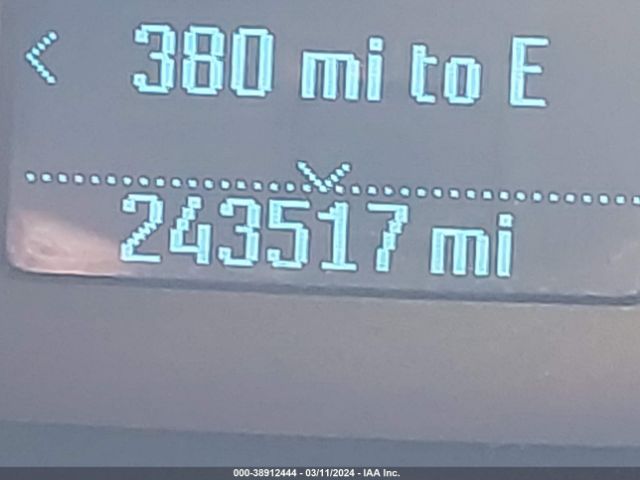 < 380 mi to E
243517 mi
000-38912444 - 03/11/2024 - IAA Inc.